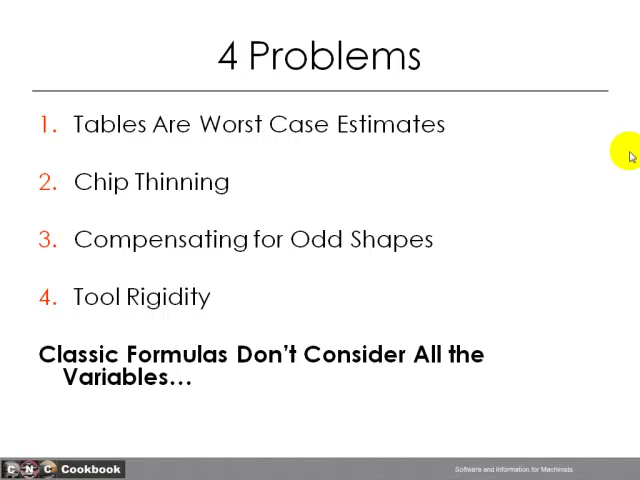 4 Problems
1. Tables Are Worst Case Estimates
2. Chip Thinning
3. Compensating for Odd Shapes
4. Tool Rigidity
Classic Formulas Don't Consider All the
Variables...
C N C Cookbook
Software and Information for Machinists